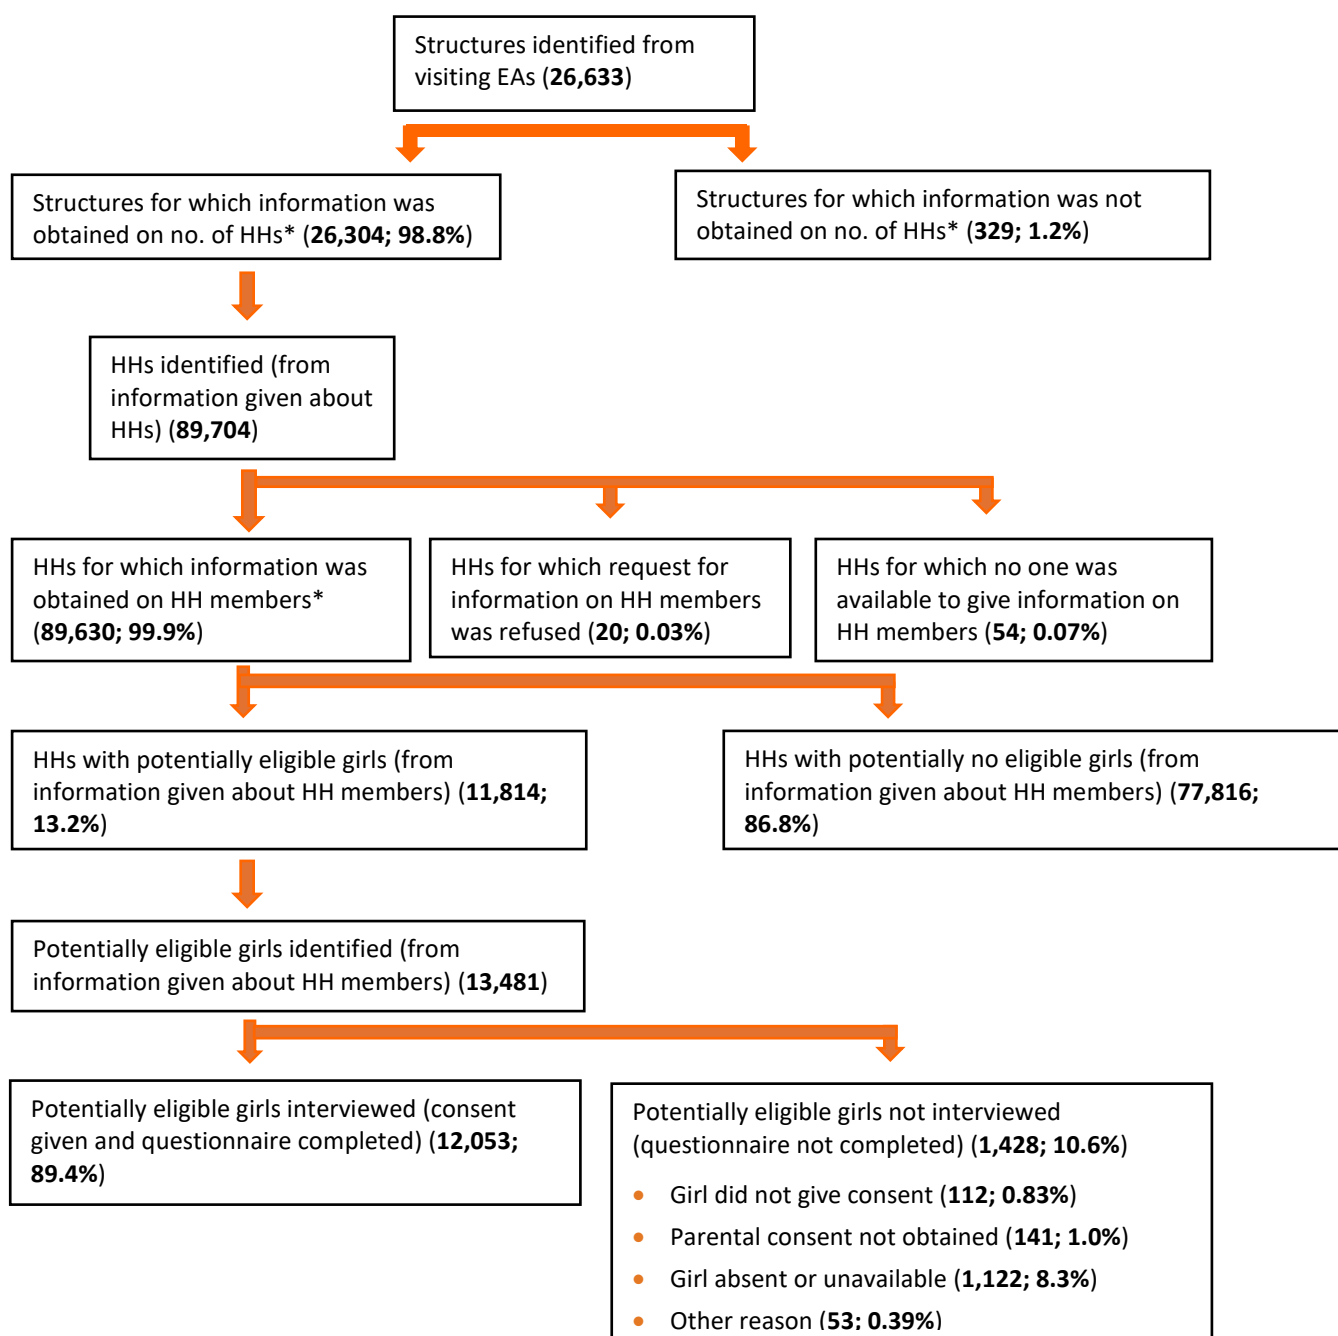 Structures identified from
visiting EAs (26,633)
Structures for which information was
obtained on no. of HHs* (26,304; 98.8%)
Structures for which information was not
obtained on no. of HHs* (329; 1.2%)
HHs identified (from
information given about
HHs) (89,704)
HHs for which information was
obtained on HH members*
(89,630; 99.9%)
HHs for which request for
information on HH members
was refused (20; 0.03%)
HHs for which no one was
available to give information on
HH members (54; 0.07%)
HHs with potentially eligible girls (from
information given about HH members) (11,814;
13.2%)
HHs with potentially no eligible girls (from
information given about HH members) (77,816;
86.8%)
Potentially eligible girls identified (from
information given about HH members) (13,481)
Potentially eligible girls interviewed (consent
given and questionnaire completed) (12,053;
89.4%)
Potentially eligible girls not interviewed
(questionnaire not completed) (1,428; 10.6%)
• Girl did not give consent (112; 0.83%)
• Parental consent not obtained (141; 1.0%)
• Girl absent or unavailable (1,122; 8.3%)
• Other reason (53; 0.39%)